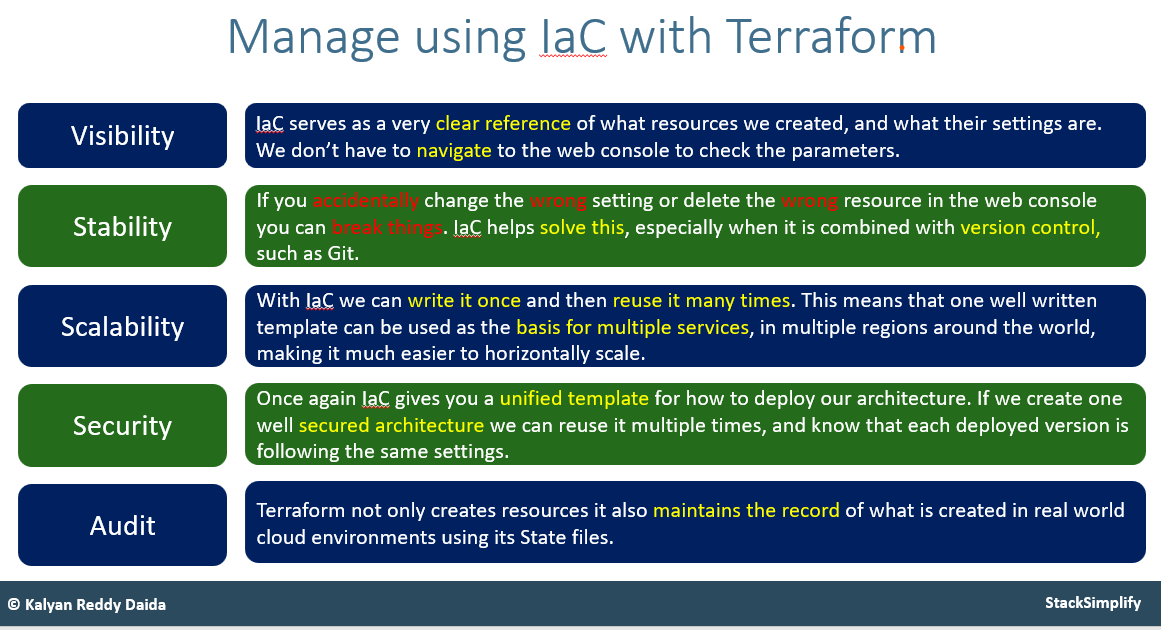 Manage using IaC with Terraform
Visibility
IaC serves as a very clear reference of what resources we created, and what their settings are.
We don’t have to navigate to the web console to check the parameters.
Stability
If you accidentally change the wrong setting or delete the wrong resource in the web console
you can break things. IaC helps solve this, especially when it is combined with version control,
such as Git.
Scalability
With IaC we can write it once and then reuse it many times. This means that one well written
template can be used as the basis for multiple services, in multiple regions around the world,
making it much easier to horizontally scale.
Security
Once again IaC gives you a unified template for how to deploy our architecture. If we create one
well secured architecture we can reuse it multiple times, and know that each deployed version is
following the same settings.
Audit
Terraform not only creates resources it also maintains the record of what is created in real world
cloud environments using its State files.
© Kalyan Reddy Daida
StackSimplify